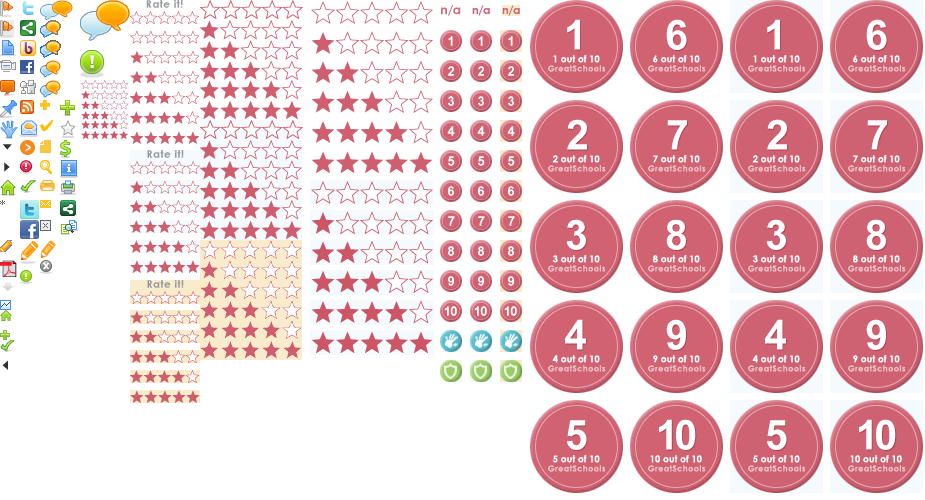 Rate it!
Rate it!
Rate it!
n/a n/a n/a
1 1 1
2 2 2
3 3 3
4 4 4
5 5 5
6 6 6
7 7 7
8 8 8
9 9 9
10 10 10
1 6 1 6
1 out of 10 6 out of 10 1 out of 10 6 out of 10
GreatSchools GreatSchools GreatSchools GreatSchools
2 7 2 7
2 out of 10 7 out of 10 2 out of 10 7 out of 10
GreatSchools GreatSchools GreatSchools GreatSchools
3 8 3 8
3 out of 10 8 out of 10 3 out of 10 8 out of 10
GreatSchools GreatSchools GreatSchools GreatSchools
4 9 4 9
4 out of 10 9 out of 10 4 out of 10 9 out of 10
GreatSchools GreatSchools GreatSchools GreatSchools
5 10 5 10
5 out of 10 10 out of 10 5 out of 10 10 out of 10
GreatSchools GreatSchools GreatSchools GreatSchools